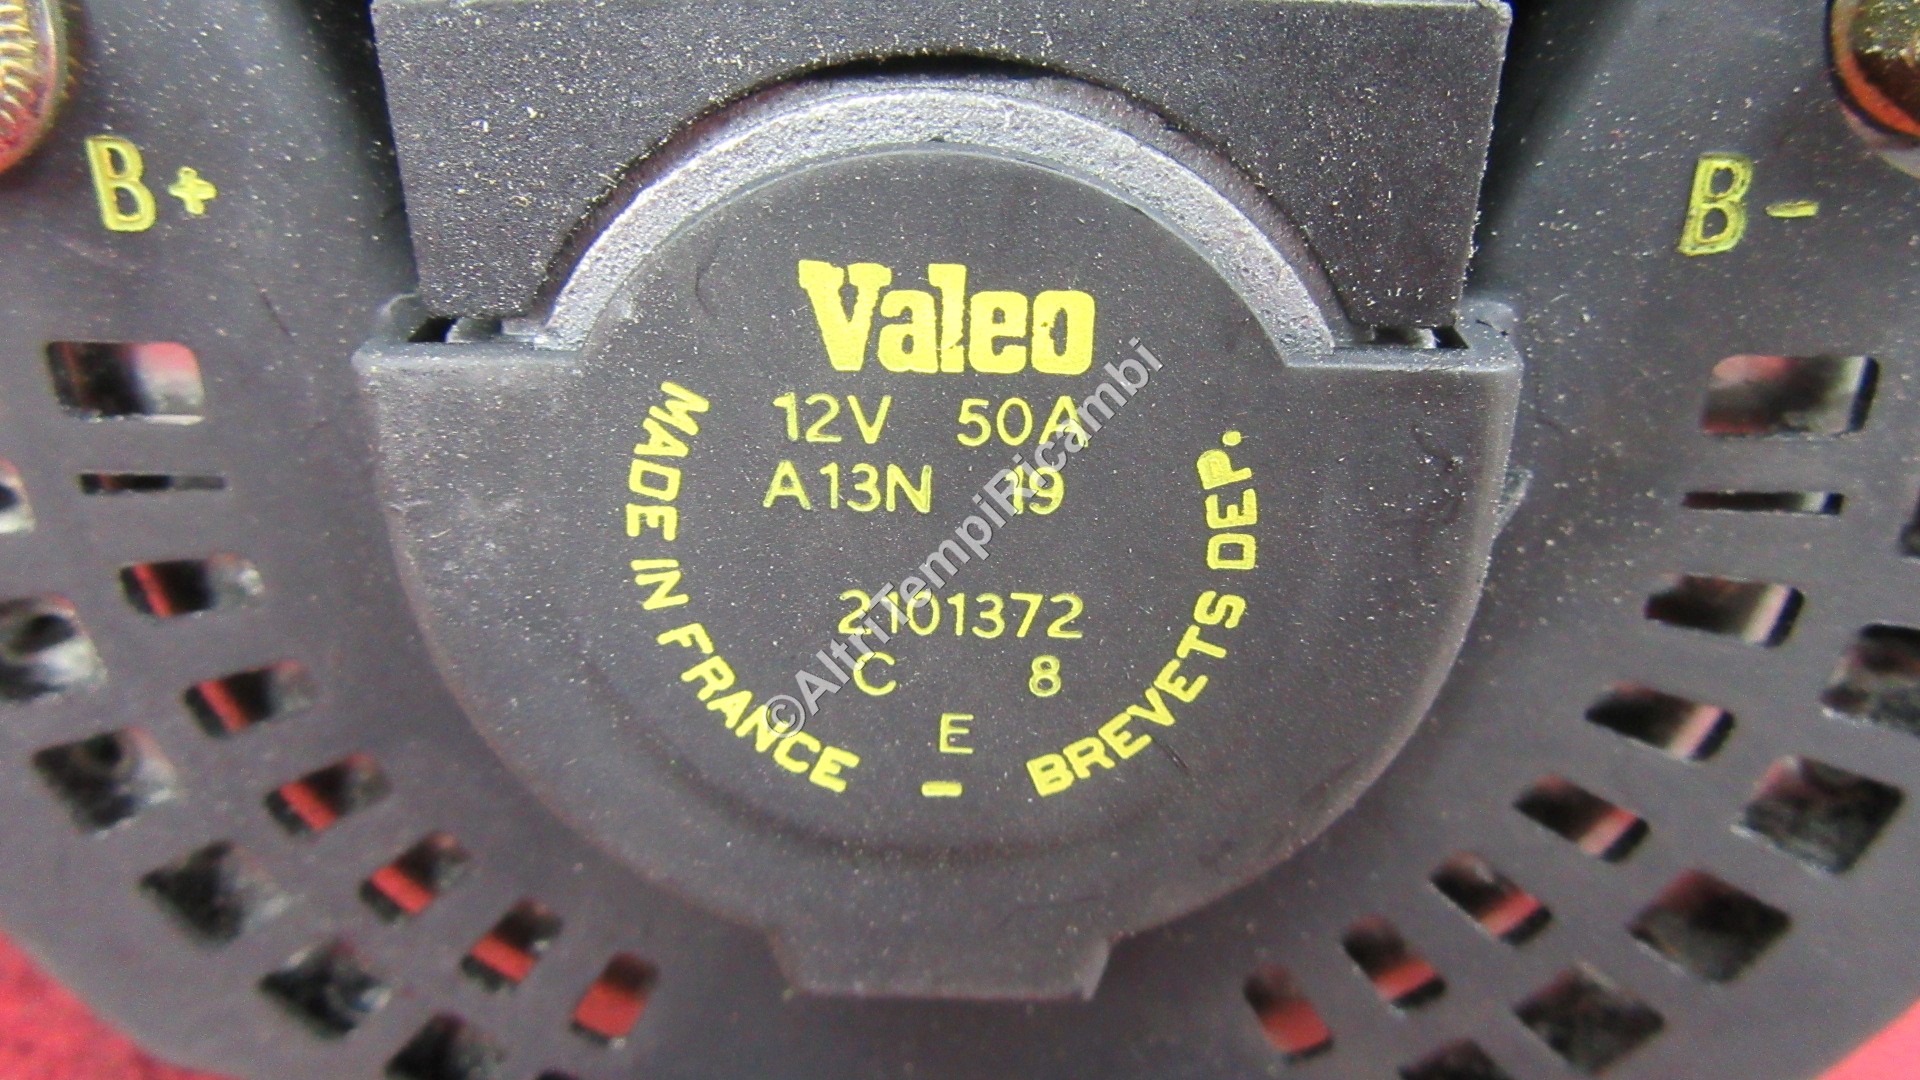 B+
B-
Valeo
12V 50A
A13N 19
2101372
C 8
E
MADE IN FRANCE - BREVETS DEP.
©AltriTempiRicambi